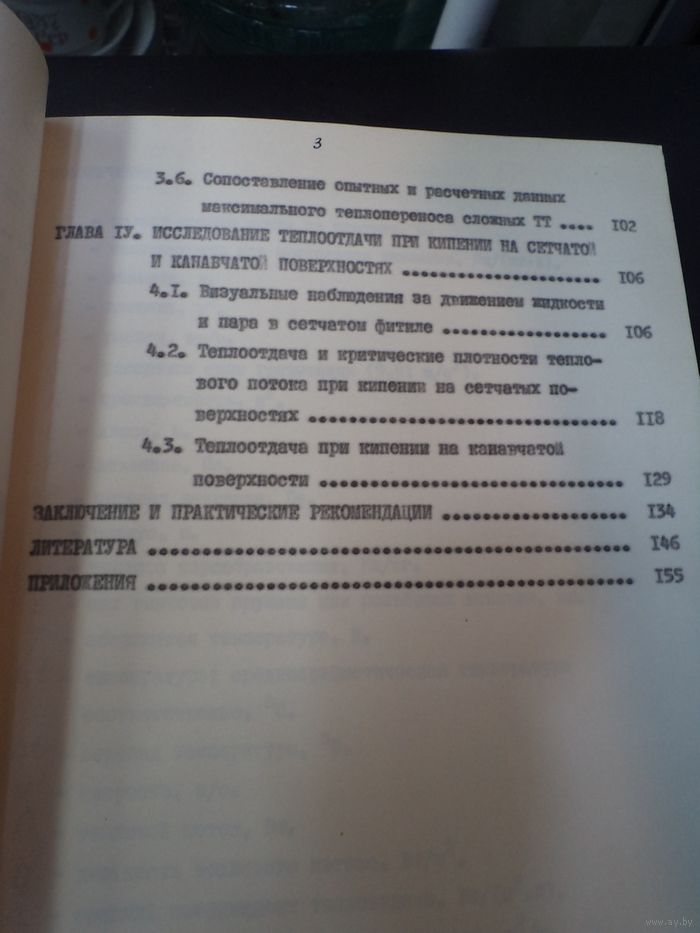 3
3.6. Сопоставление опытных и расчетных данных
максимального теплопереноса сложных ТТ .... 102
ГЛАВА IУ. ИССЛЕДОВАНИЕ ТЕПЛООТДАЧИ ПРИ КИПЕНИИ НА СЕТЧАТОЙ
И КАНАВЧАТОЙ ПОВЕРХНОСТЯХ ..................... 106
4.I. Визуальные наблюдения за движением жидкости
и пара в сетчатом фитиле ................. 106
4.2. Теплоотдача и критические плотности тепло-
вого потока при кипении на сетчатых по-
верхностях ................................ 118
4.3. Теплоотдача при кипении на канавчатой
поверхности ............................... 129
ЗАКЛЮЧЕНИЕ И ПРАКТИЧЕСКИЕ РЕКОМЕНДАЦИИ ................... 134
ЛИТЕРАТУРА ................................................ 146
ПРИЛОЖЕНИЯ ................................................ 155
www.ay.by